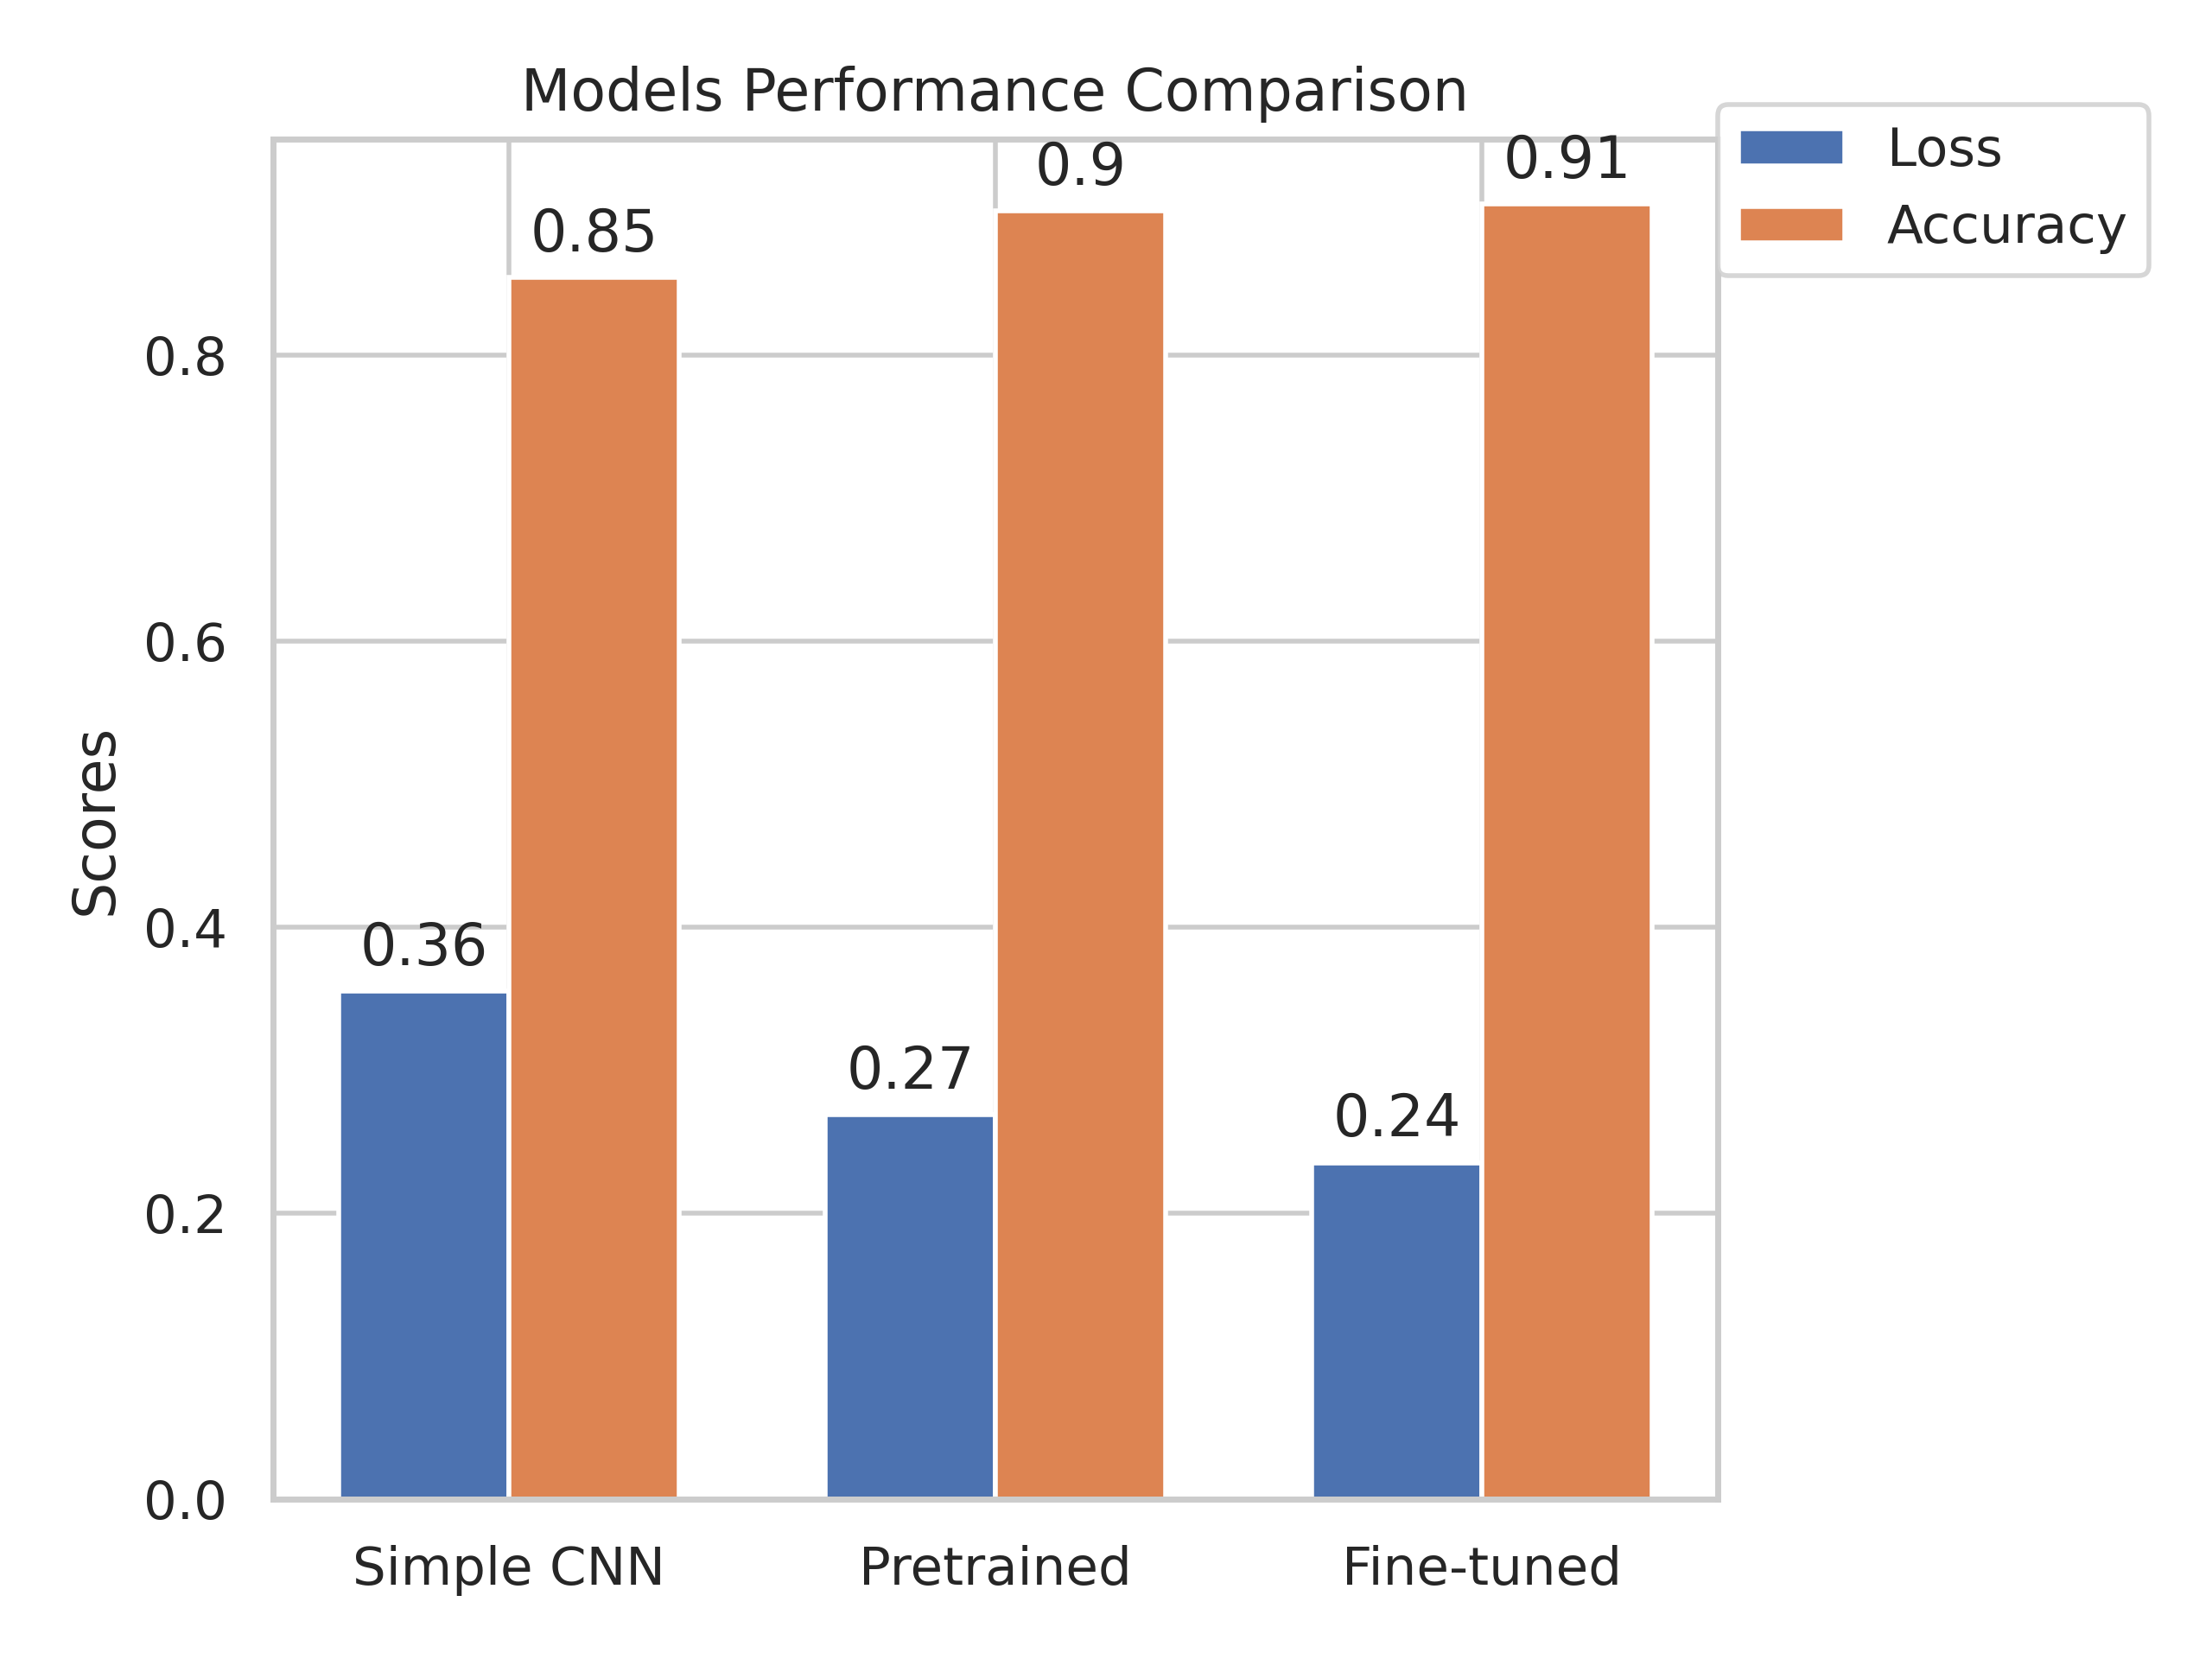 Models Performance Comparison
Loss
Accuracy
Scores
0.8
0.6
0.4
0.2
0.0
0.85
0.9
0.91
0.36
0.27
0.24
Simple CNN
Pretrained
Fine-tuned